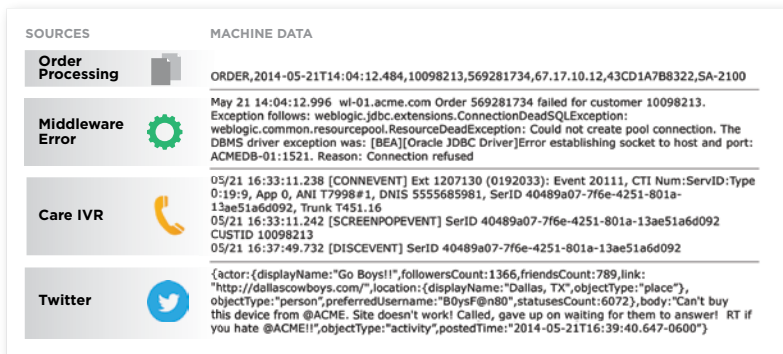 SOURCES
MACHINE DATA
Order
Processing
ORDER,2014-05-21T14:04:12.484,10098213,569281734,67.17.10.12,43CD1A7B8322,SA-2100
Middleware
Error
May 21 14:04:12.996 wl-01.acme.com Order 569281734 failed for customer 10098213.
Exception follows: weblogic.jdbc.extensions.ConnectionDeadSQLException:
weblogic.common.resourcepool.ResourceDeadException: Could not create pool connection. The
DBMS driver exception was: [BEA][Oracle JDBC Driver]Error establishing socket to host and port:
ACMEDB-01:1521. Reason: Connection refused
Care IVR
05/21 16:33:11.238 [CONNEVENT] Ext 1207130 (0192033): Event 20111, CTI Num:ServID:Type
0:19:9, App 0, ANI T7998#1, DNIS 5555685981, SerID 40489a07-7f6e-4251-801a-
13ae51a6d092, Trunk T451.16
05/21 16:33:11.242 [SCREENPOPEVENT] SerID 40489a07-7f6e-4251-801a-13ae51a6d092
CUSTID 10098213
05/21 16:37:49.732 [DISCEVENT] SerID 40489a07-7f6e-4251-801a-13ae51a6d092
Twitter
{actor:{displayName:"Go Boys!!",followersCount:1366,friendsCount:789,link:
"http://dallascowboys.com/",location:{displayName:"Dallas, TX",objectType:"place"},
objectType:"person",preferredUsername:"B0ysF@n80",statusesCount:6072},body:"Can't buy
this device from @ACME. Site doesn't work! Called, gave up on waiting for them to answer!  RT if
you hate @ACME!!",objectType:"activity",postedTime:"2014-05-21T16:39:40.647-0600"}